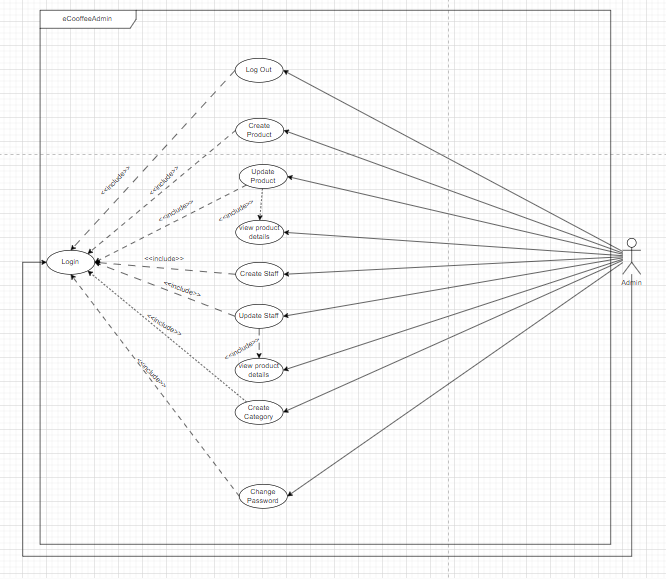 eCooffeeAdmin
Log Out
Create
Product
<<include>>
<<include>>
Update
Product
<<include>>
<<include>>
view product
details
Login
<<include>>
Create Staff
Admin
<<include>>
Update Staff
<<include>>
<<include>>
view product
details
<<include>>
Create
Category
Change
Password